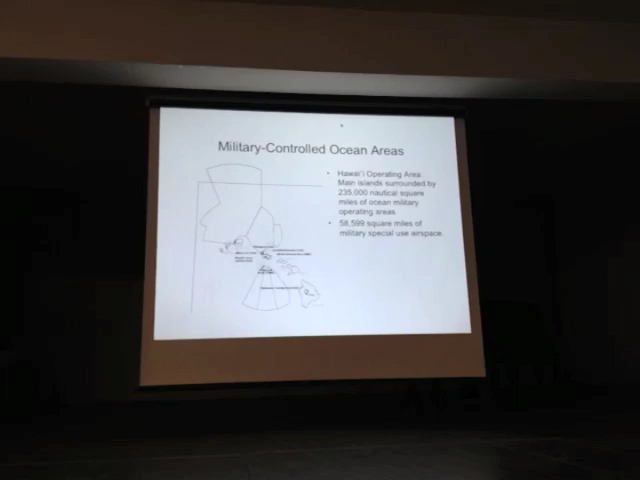 Military-Controlled Ocean Areas
• Hawai'i Operating Area.
Main islands surrounded by
235,000 nautical square
miles of ocean military
operating areas
• 58,599 square miles of
military special use airspace.